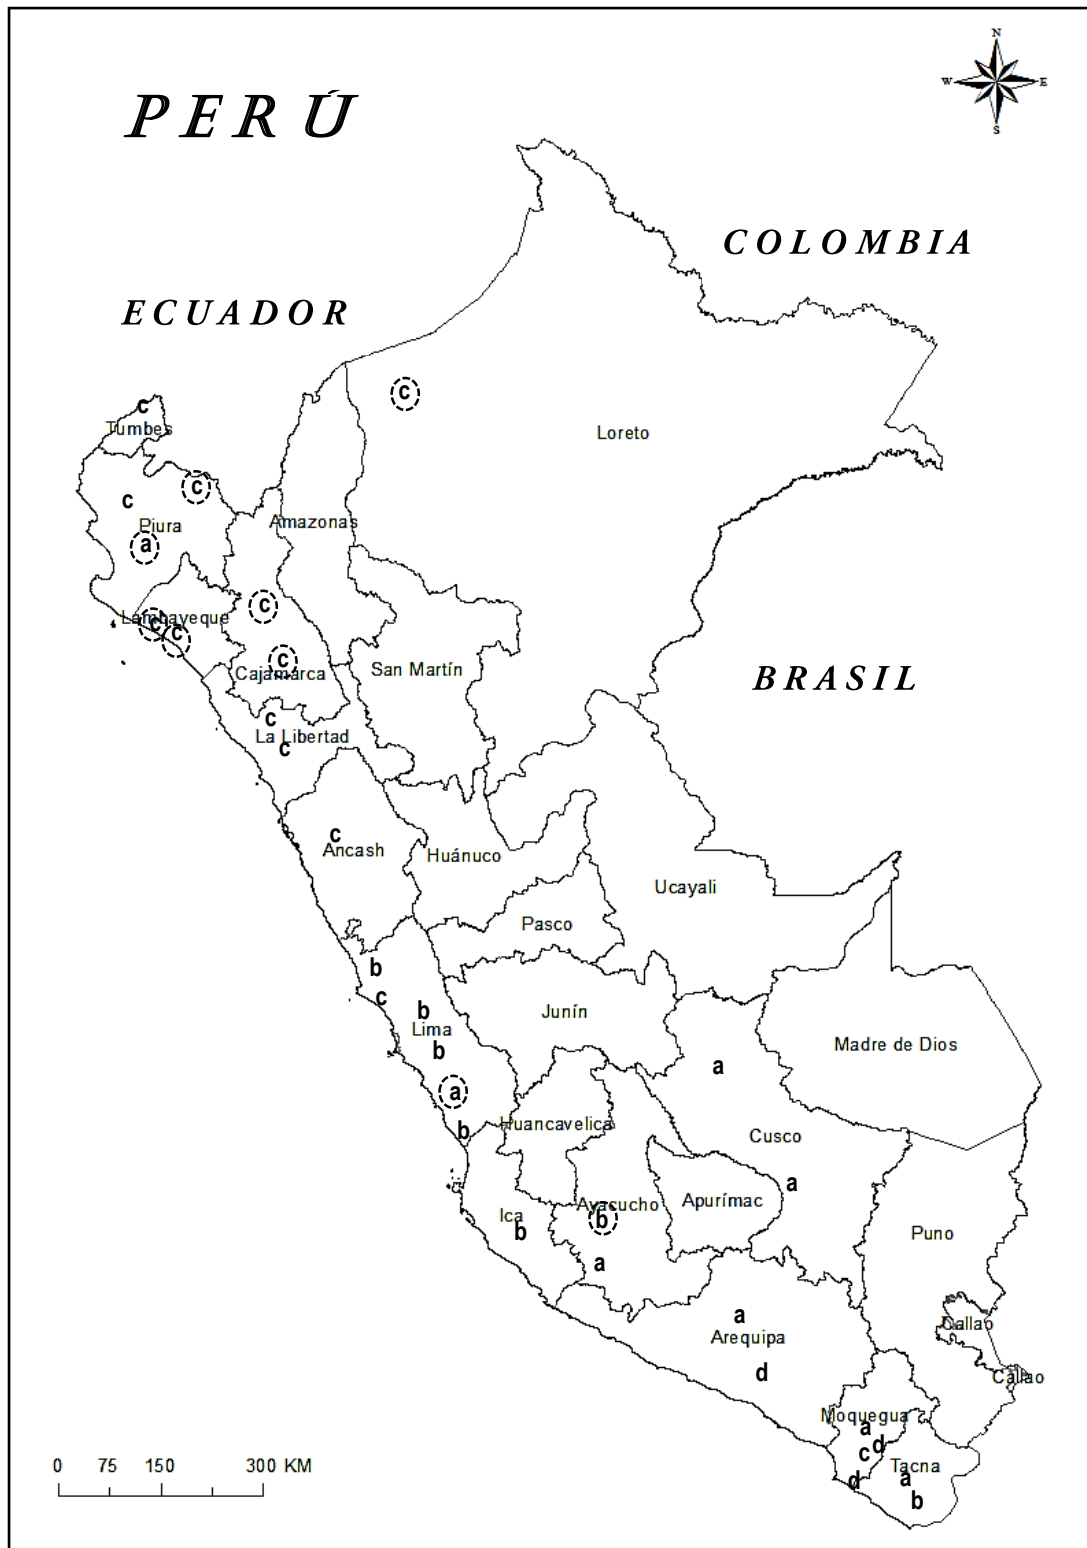 N
W E
S
PERÚ
COLOMBIA
ECUADOR
c
c
Tumbes
Loreto
c
c
Amazonas
Piura
a
c
Lambayeque
c
c
c
San Martín
Cajamarca
BRASIL
c
La Libertad
c
c
Ancash
Huánuco
Ucayali
Pasco
b
c
b
Junín
Lima
b
Madre de Dios
a
a
b
Huancavelica
Cusco
a
Apurímac
Ayacucho
Ica
b
b
Puno
a
a
Callao
Arequipa
d
Callao
Moquegua
a
d
c
Tacna
a
d
b
0 75 150 300 KM